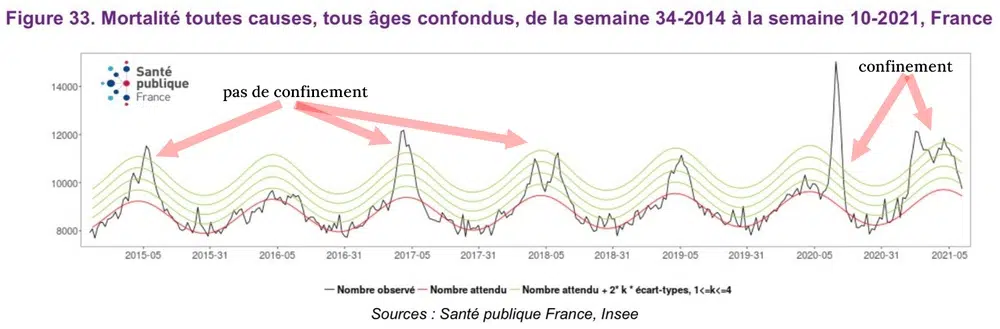 Figure 33. Mortalité toutes causes, tous âges confondus, de la semaine 34-2014 à la semaine 10-2021, France
Santé
publique
France
pas de confinement
confinement
14000
12000
10000
8000
2015-05 2015-31 2016-05 2016-31 2017-05 2017-31 2018-05 2018-31 2019-05 2019-31 2020-05 2020-31 2021-05
Nombre observé Nombre attendu Nombre attendu + 2* k * écart-types, 1<=k<=4
Sources : Santé publique France, Insee